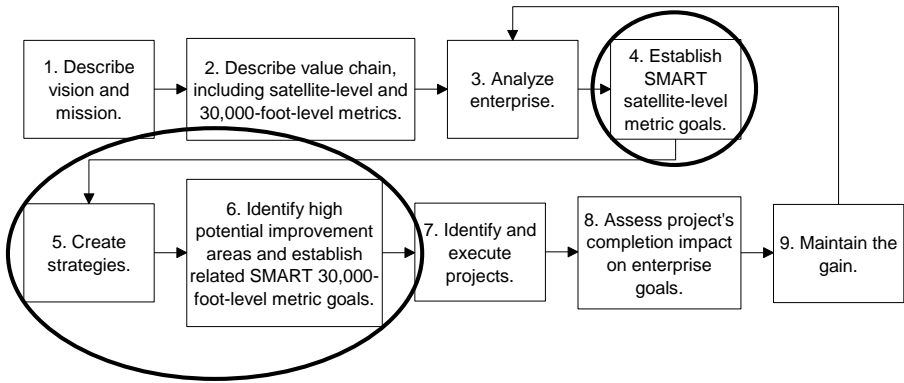 1. Describe
vision and
mission.
2. Describe value chain,
including satellite-level and
30,000-foot-level metrics.
3. Analyze
enterprise.
4. Establish
SMART
satellite-level
metric goals.
5. Create
strategies.
6. Identify high
potential improvement
areas and establish
related SMART 30,000-
foot-level metric goals.
7. Identify and
execute
projects.
8. Assess project's
completion impact
on enterprise
goals.
9. Maintain the
gain.